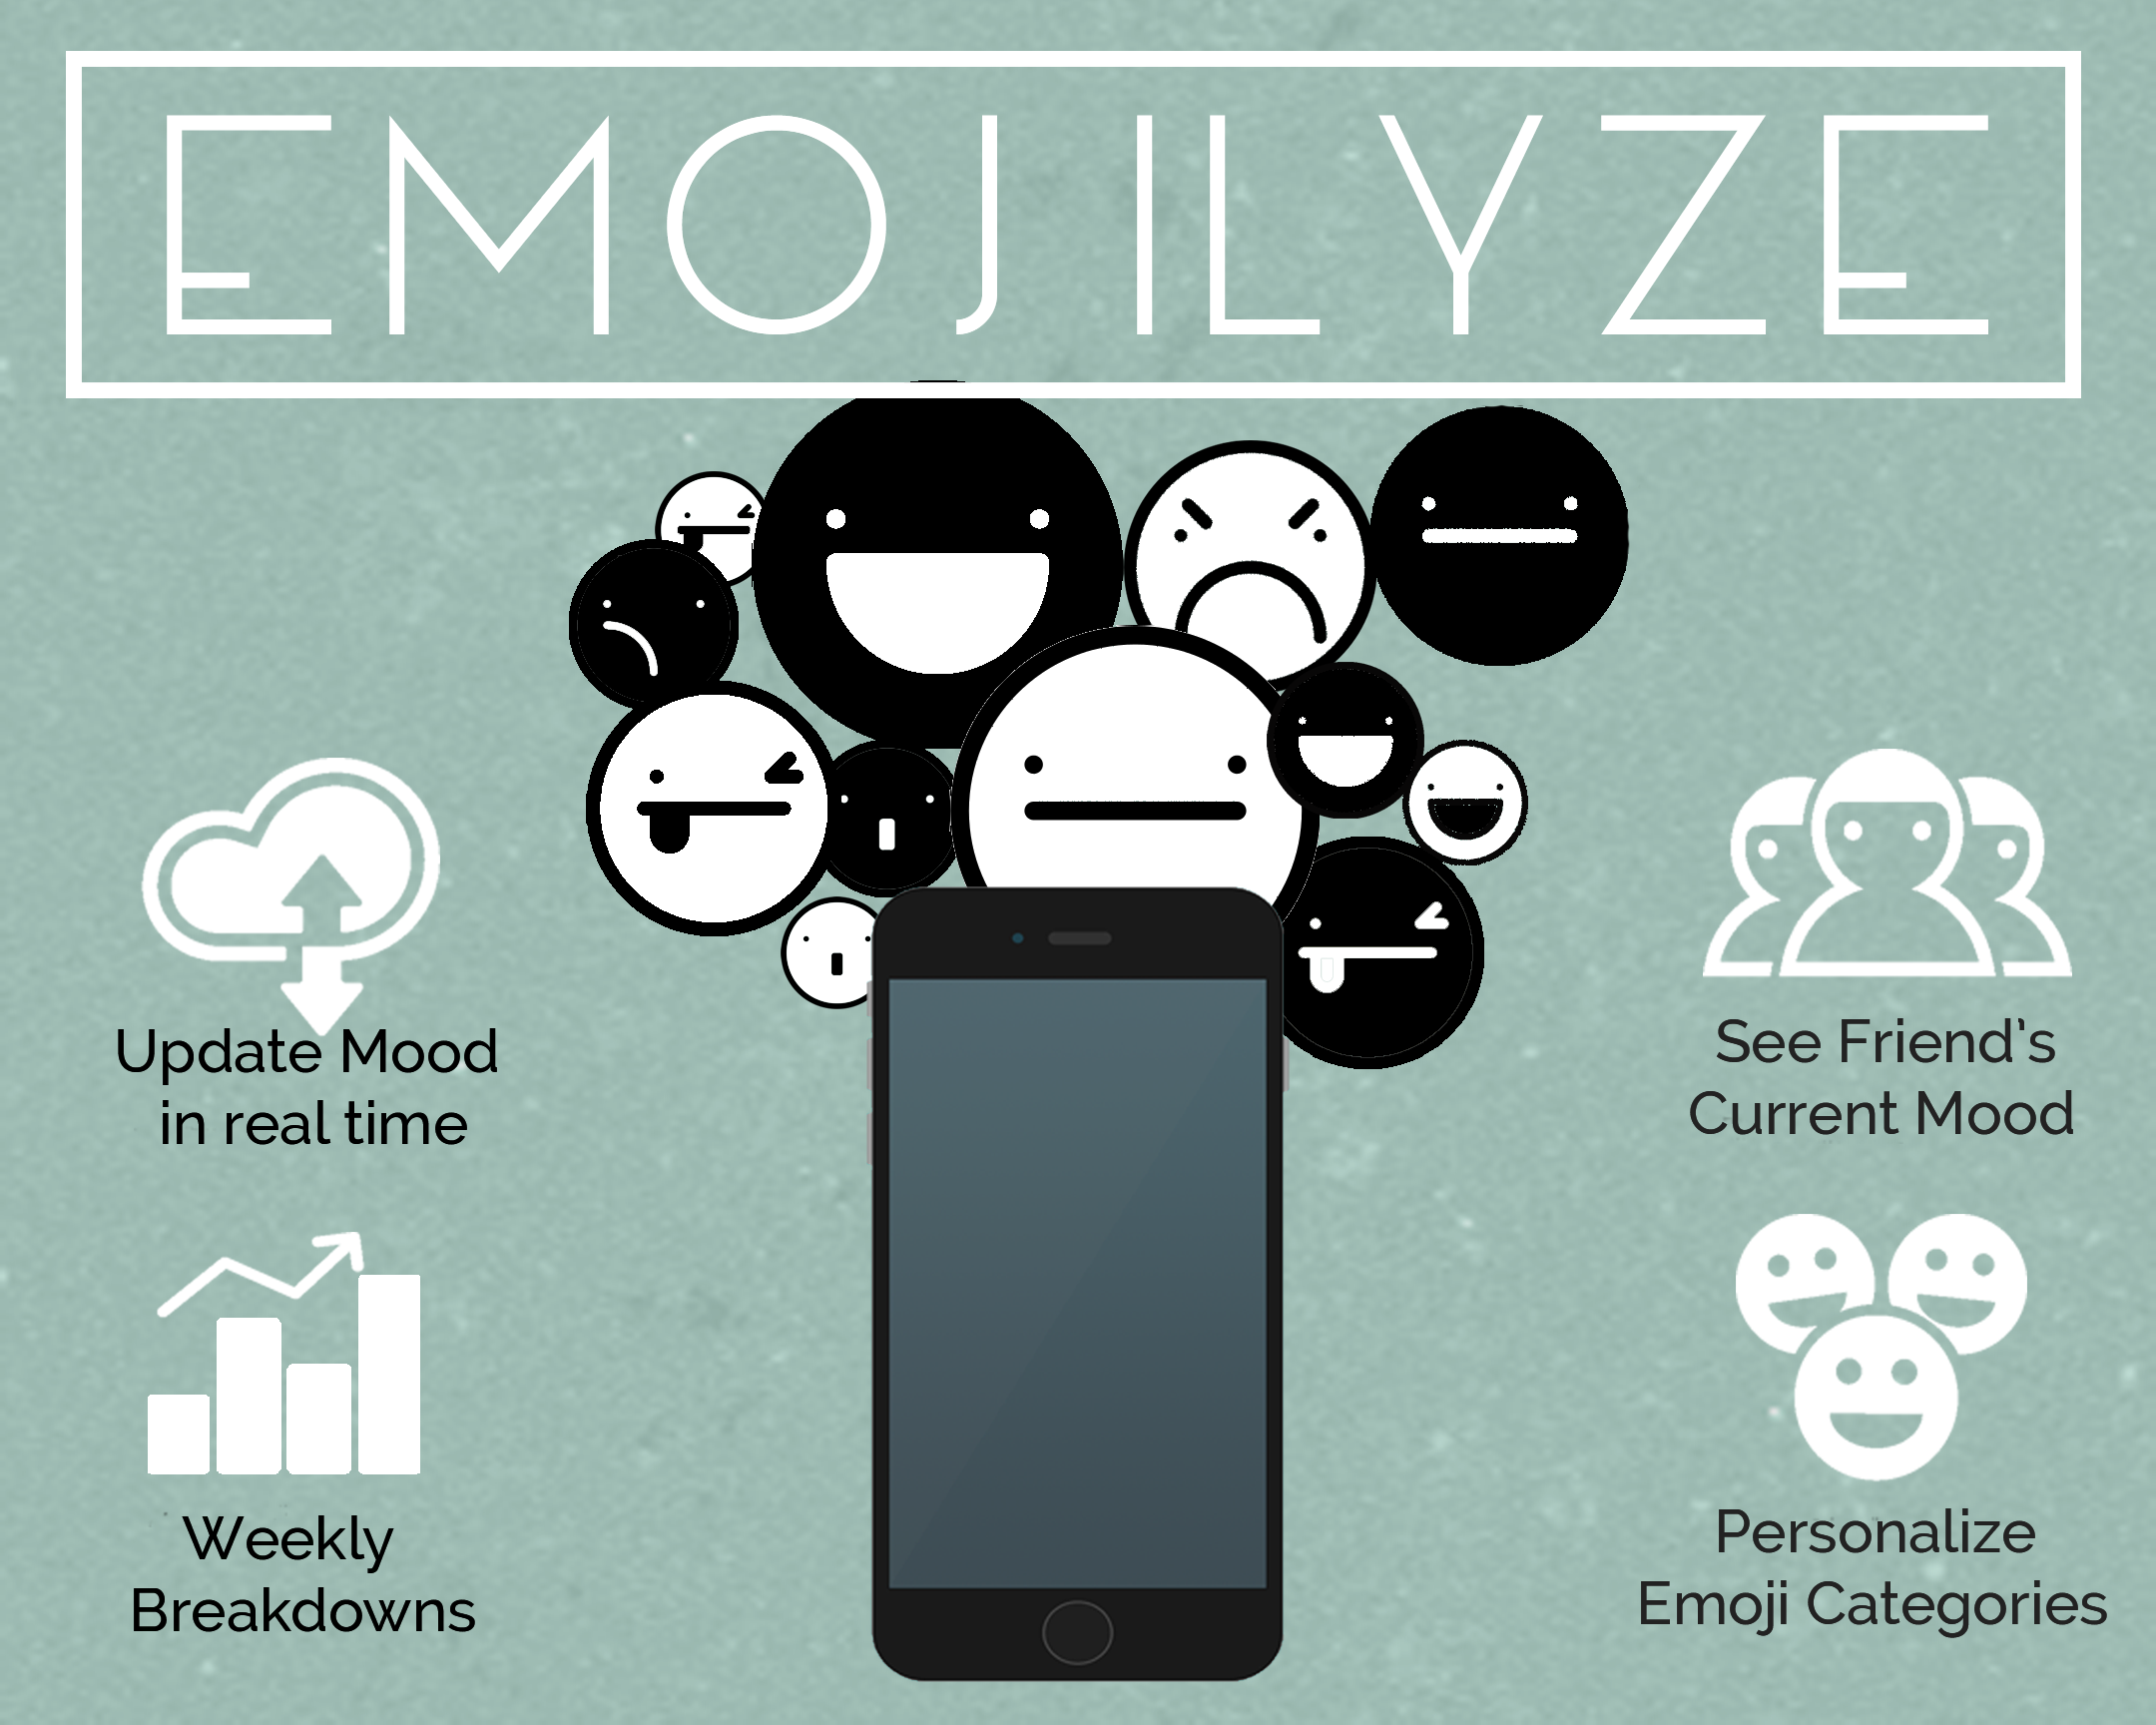 EMOJILYZE
Update Mood
in real time
See Friend's
Current Mood
Weekly
Breakdowns
Personalize
Emoji Categories